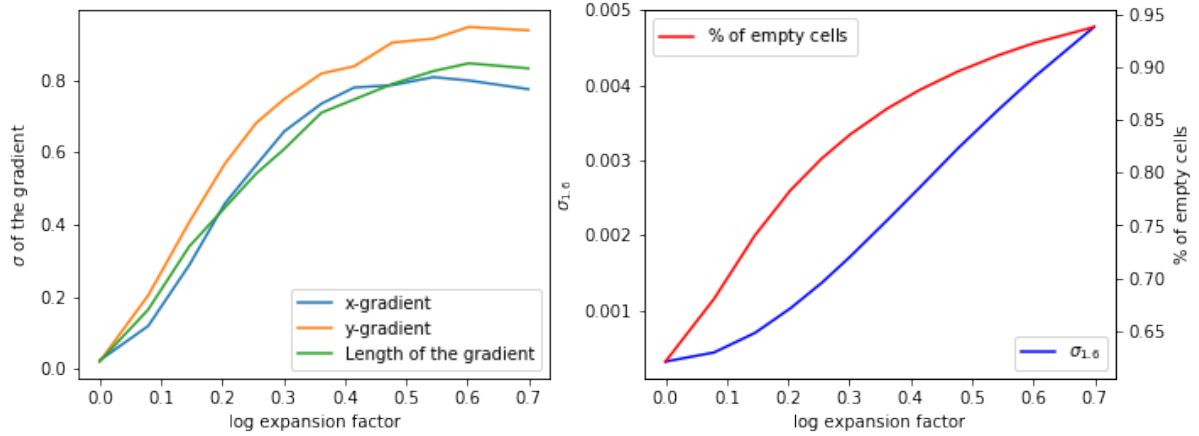 σ of the gradient
0.8
0.6
0.4
0.2
0.0
x-gradient
y-gradient
Length of the gradient
0.0 0.1 0.2 0.3 0.4 0.5 0.6 0.7
log expansion factor
σ1.6
0.005
0.004
0.003
0.002
0.001
% of empty cells
σ1.6
0.0 0.1 0.2 0.3 0.4 0.5 0.6 0.7
log expansion factor
0.95
0.90
0.85
0.80
0.75
0.70
0.65
% of empty cells